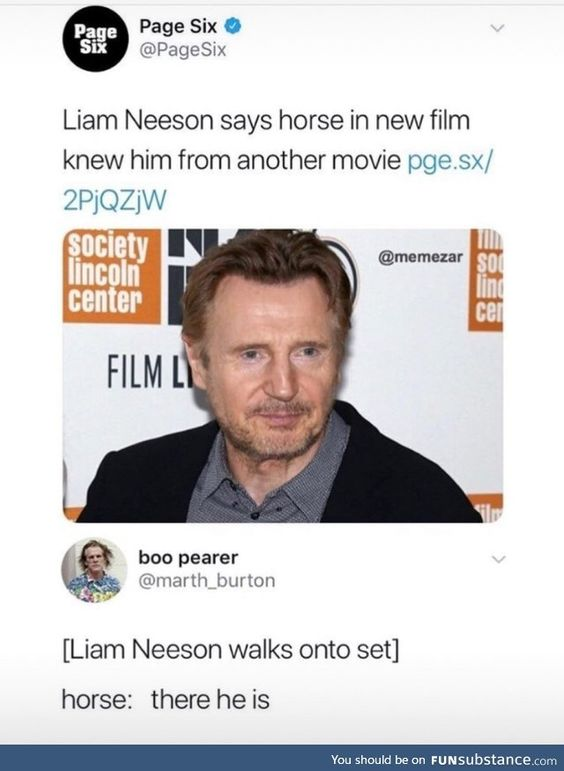 Page Six
Page
Six
@PageSix
Liam Neeson says horse in new film
knew him from another movie pge.sx/
2PjQZjW
society
lincoln
center
@memezar
FILM LI
film
soc
linc
cen
film
boo pearer
@marth_burton
[Liam Neeson walks onto set]
horse: there he is
You should be on FUNsubstance.com